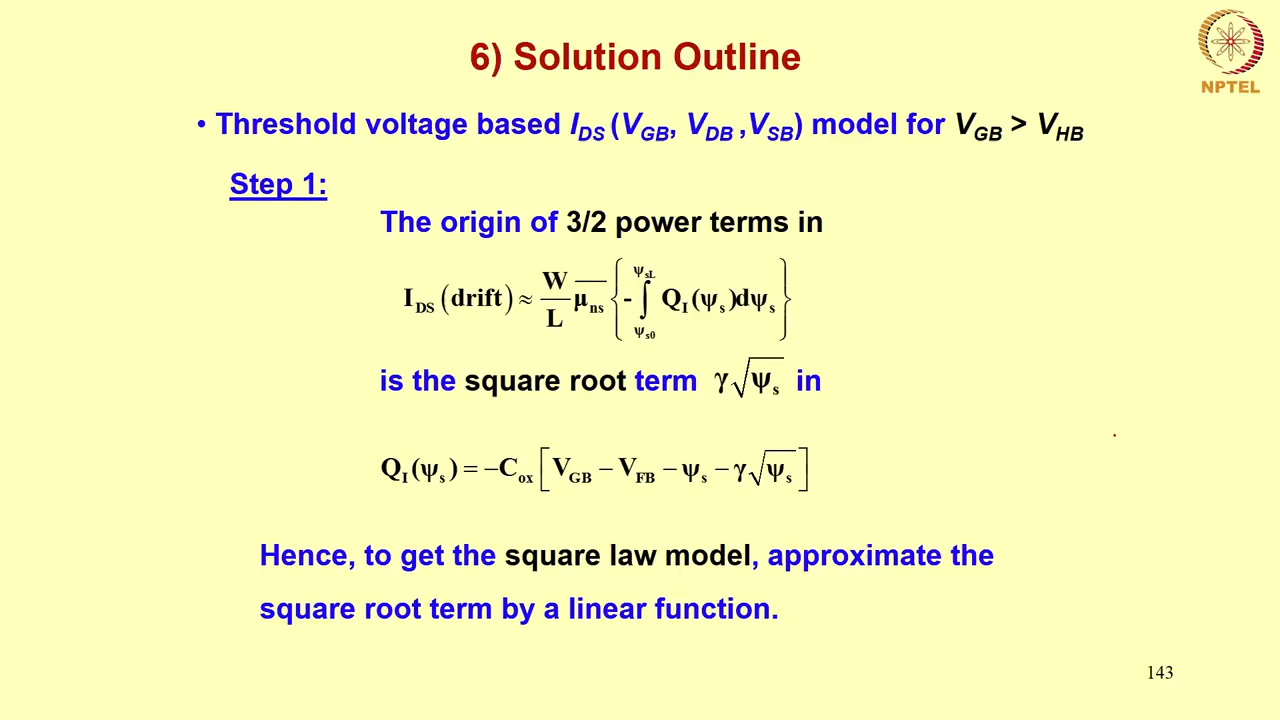 6) Solution Outline
NPTEL
• Threshold voltage based I_DS (V_GB, V_DB ,V_SB) model for V_GB > V_HB
Step 1:
The origin of 3/2 power terms in
I_DS (drift) ≈ W/L μ̅_ns { -∫_{ψ_s0}^{ψ_sL} Q_I (ψ_s )dψ_s }
is the square root term γ√ψ_s in
Q_I (ψ_s ) = −C_ox [ V_GB − V_FB − ψ_s − γ√ψ_s ]
Hence, to get the square law model, approximate the
square root term by a linear function.
143